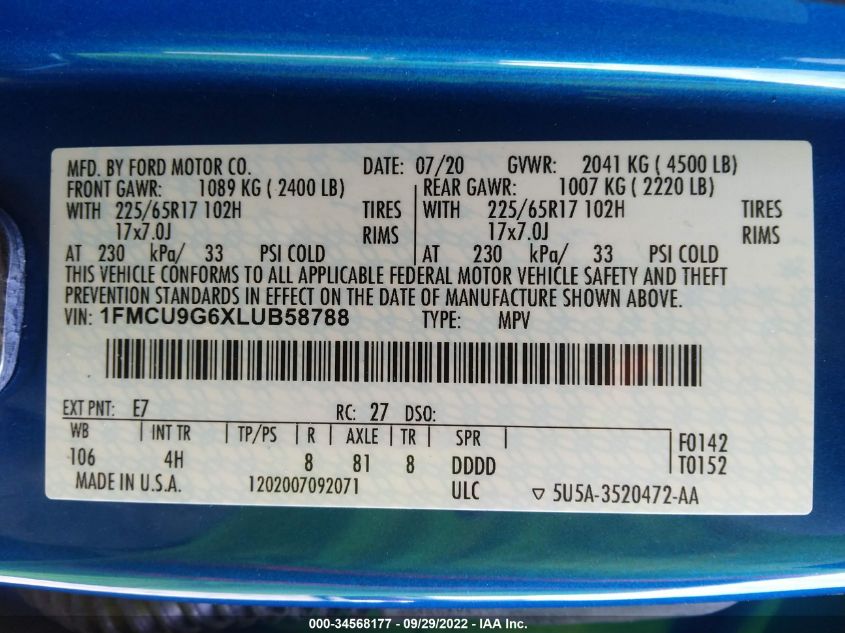 MFD. BY FORD MOTOR CO. DATE: 07/20 GVWR: 2041 KG ( 4500 LB)
FRONT GAWR: 1089 KG ( 2400 LB) REAR GAWR: 1007 KG ( 2220 LB)
WITH 225/65R17 102H TIRES WITH 225/65R17 102H TIRES
17x7.0J RIMS 17x7.0J RIMS
AT 230 kPa/ 33 PSI COLD AT 230 kPa/ 33 PSI COLD
THIS VEHICLE CONFORMS TO ALL APPLICABLE FEDERAL MOTOR VEHICLE SAFETY AND THEFT
PREVENTION STANDARDS IN EFFECT ON THE DATE OF MANUFACTURE SHOWN ABOVE.
VIN: 1FMCU9G6XLUB58788 TYPE: MPV
EXT PNT: E7 RC: 27 DSO:
WB INT TR TP/PS R AXLE TR SPR F0142
106 4H 8 81 8 DDDD T0152
MADE IN U.S.A. 1202007092071 ULC ▽ 5U5A-3520472-AA
000-34568177 - 09/29/2022 - IAA Inc.